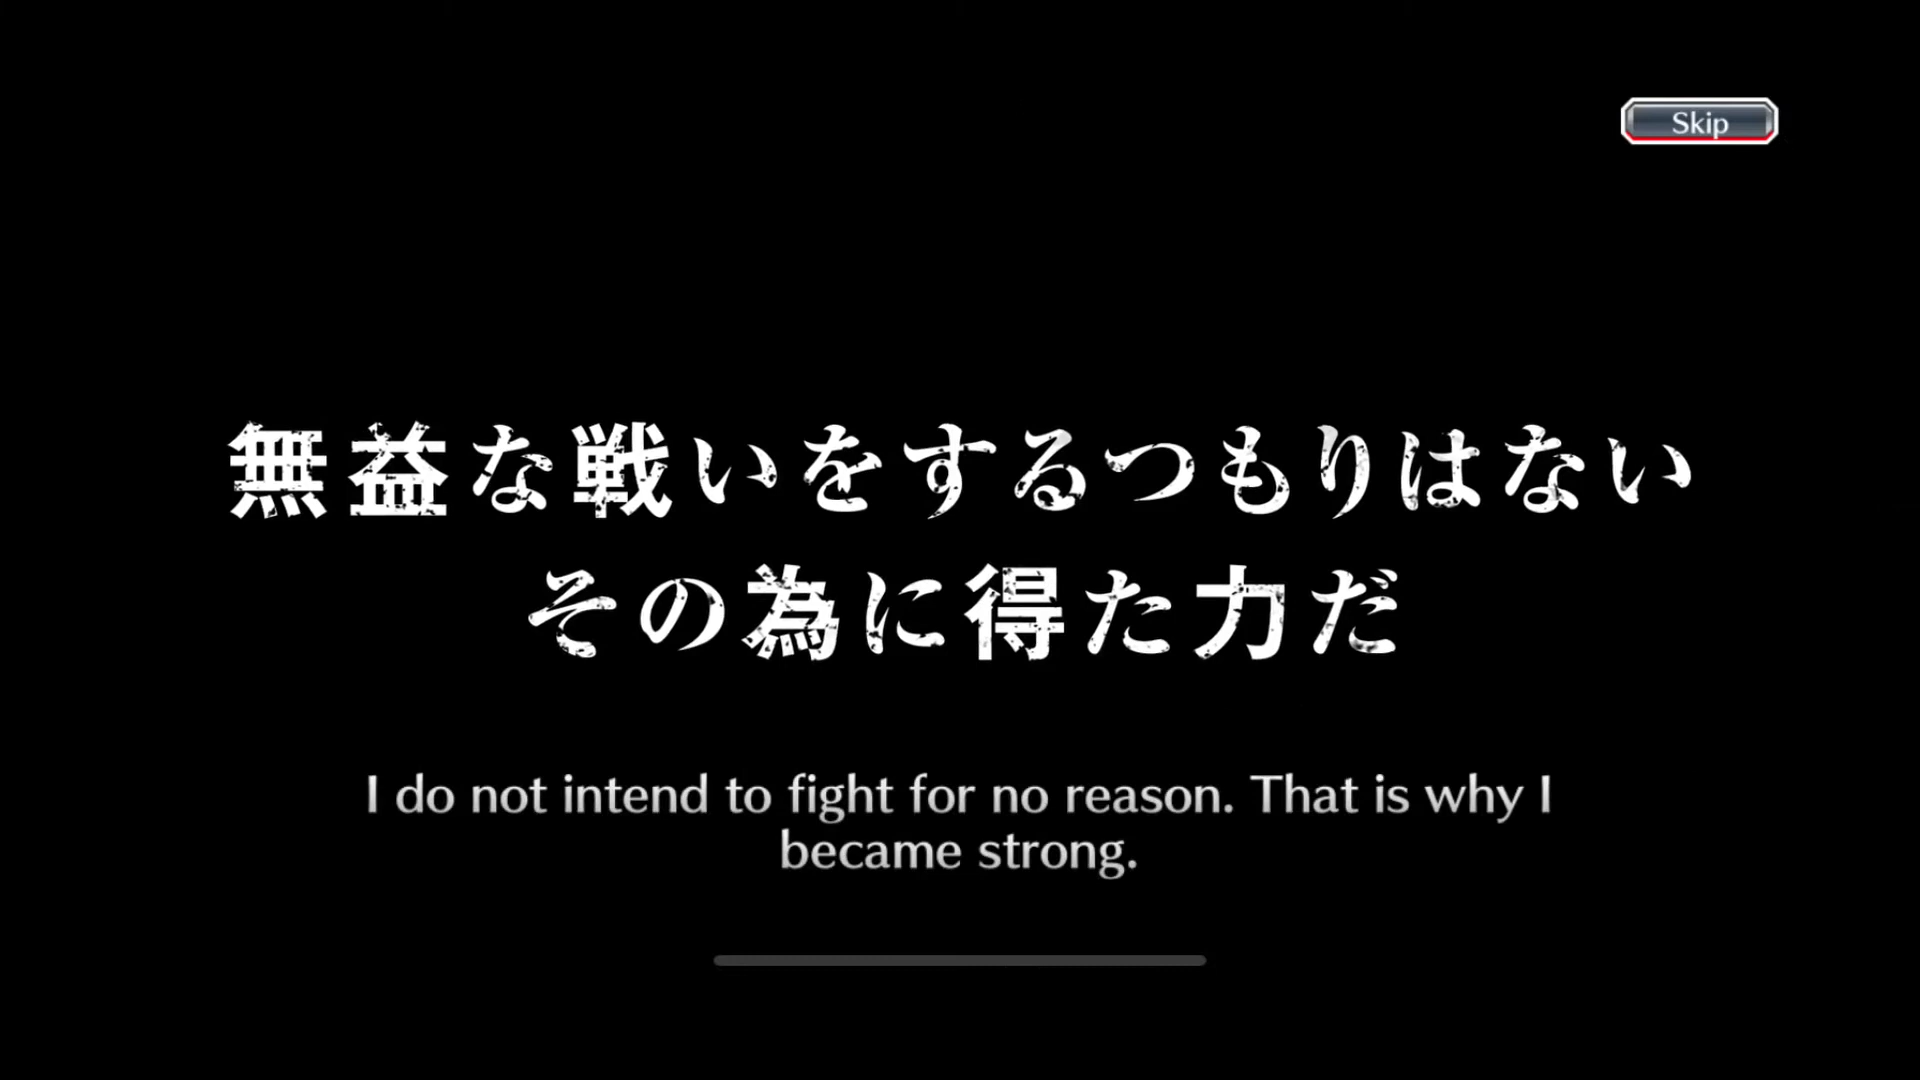 Skip
無益な戦いをするつもりはない
その為に得た力だ
I do not intend to fight for no reason. That is why I
became strong.